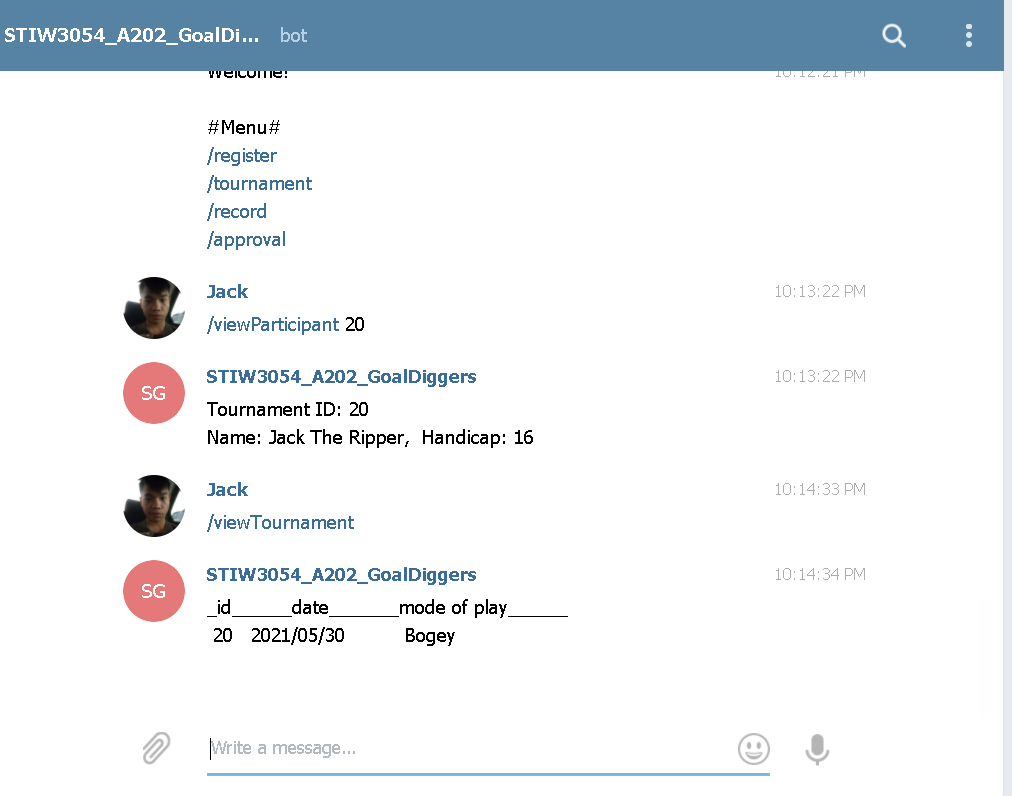 STIW3054_A202_GoalDi... bot
Welcome! 10:12:21 PM
#Menu#
/register
/tournament
/record
/approval
Jack 10:13:22 PM
/viewParticipant 20
SG STIW3054_A202_GoalDiggers 10:13:22 PM
Tournament ID: 20
Name: Jack The Ripper,  Handicap: 16
Jack 10:14:33 PM
/viewTournament
SG STIW3054_A202_GoalDiggers 10:14:34 PM
_id______date_______mode of play______
20 2021/05/30 Bogey
Write a message...